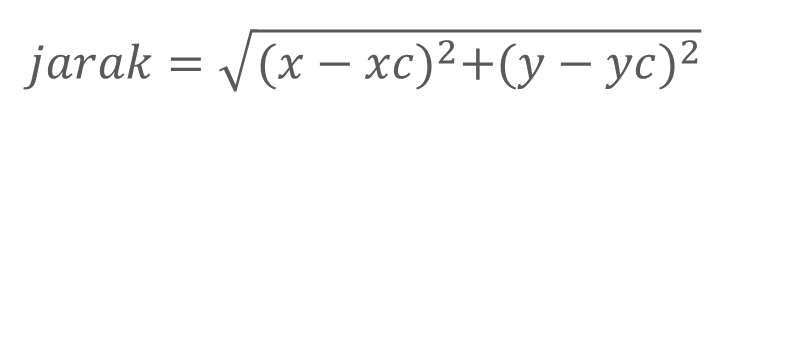 jarak = √(x − xc)²+(y − yc)²